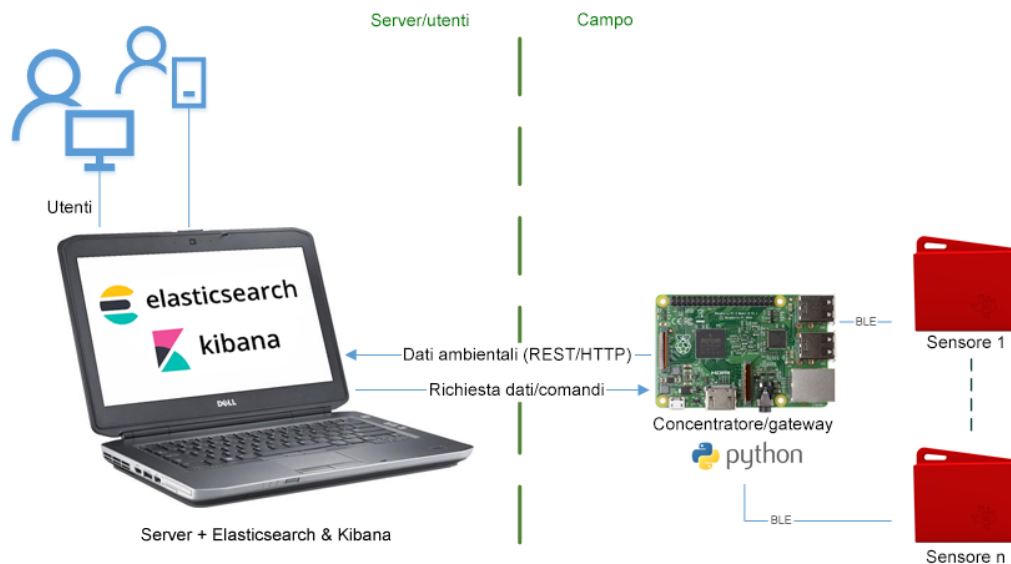 Server/utenti
Campo
Utenti
elasticsearch
kibana
DELL
Dati ambientali (REST/HTTP)
Richiesta dati/comandi
BLE
Sensore 1
Concentratore/gateway
python
BLE
Sensore n
Server + Elasticsearch & Kibana